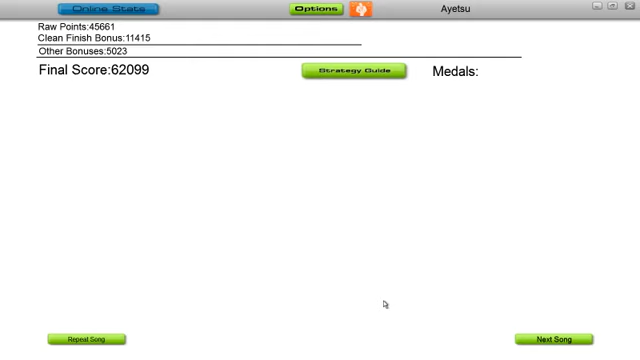 Online Stats
Options
Ayetsu
Raw Points:45661
Clean Finish Bonus:11415
Other Bonuses:5023
Final Score:62099
Strategy Guide
Medals:
Repeat Song
Next Song